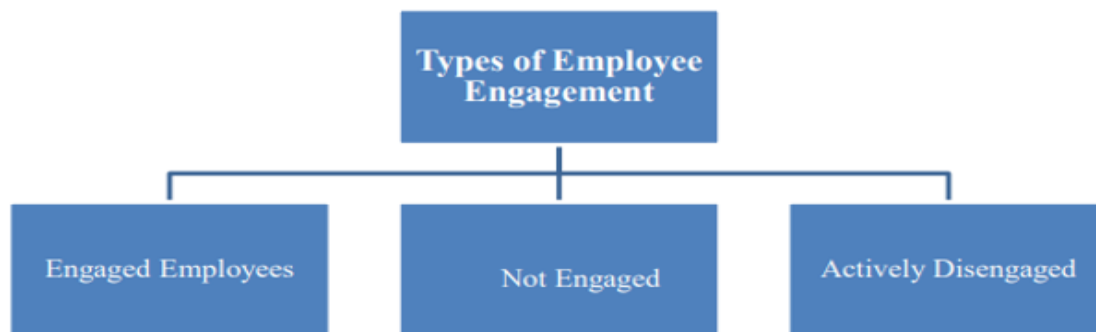 Types of Employee
Engagement
Engaged Employees
Not Engaged
Actively Disengaged